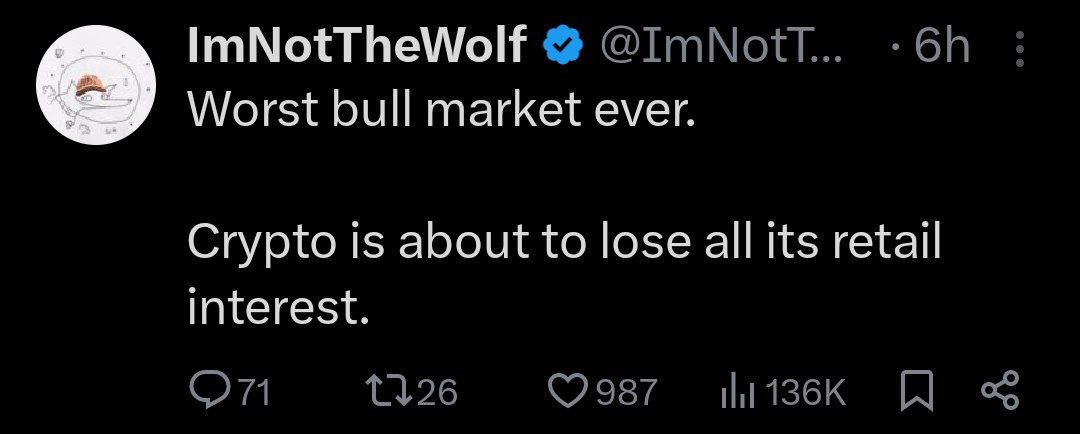 ImNotTheWolf @ImNotT... · 6h
Worst bull market ever.
Crypto is about to lose all its retail
interest.
71 26 987 136K